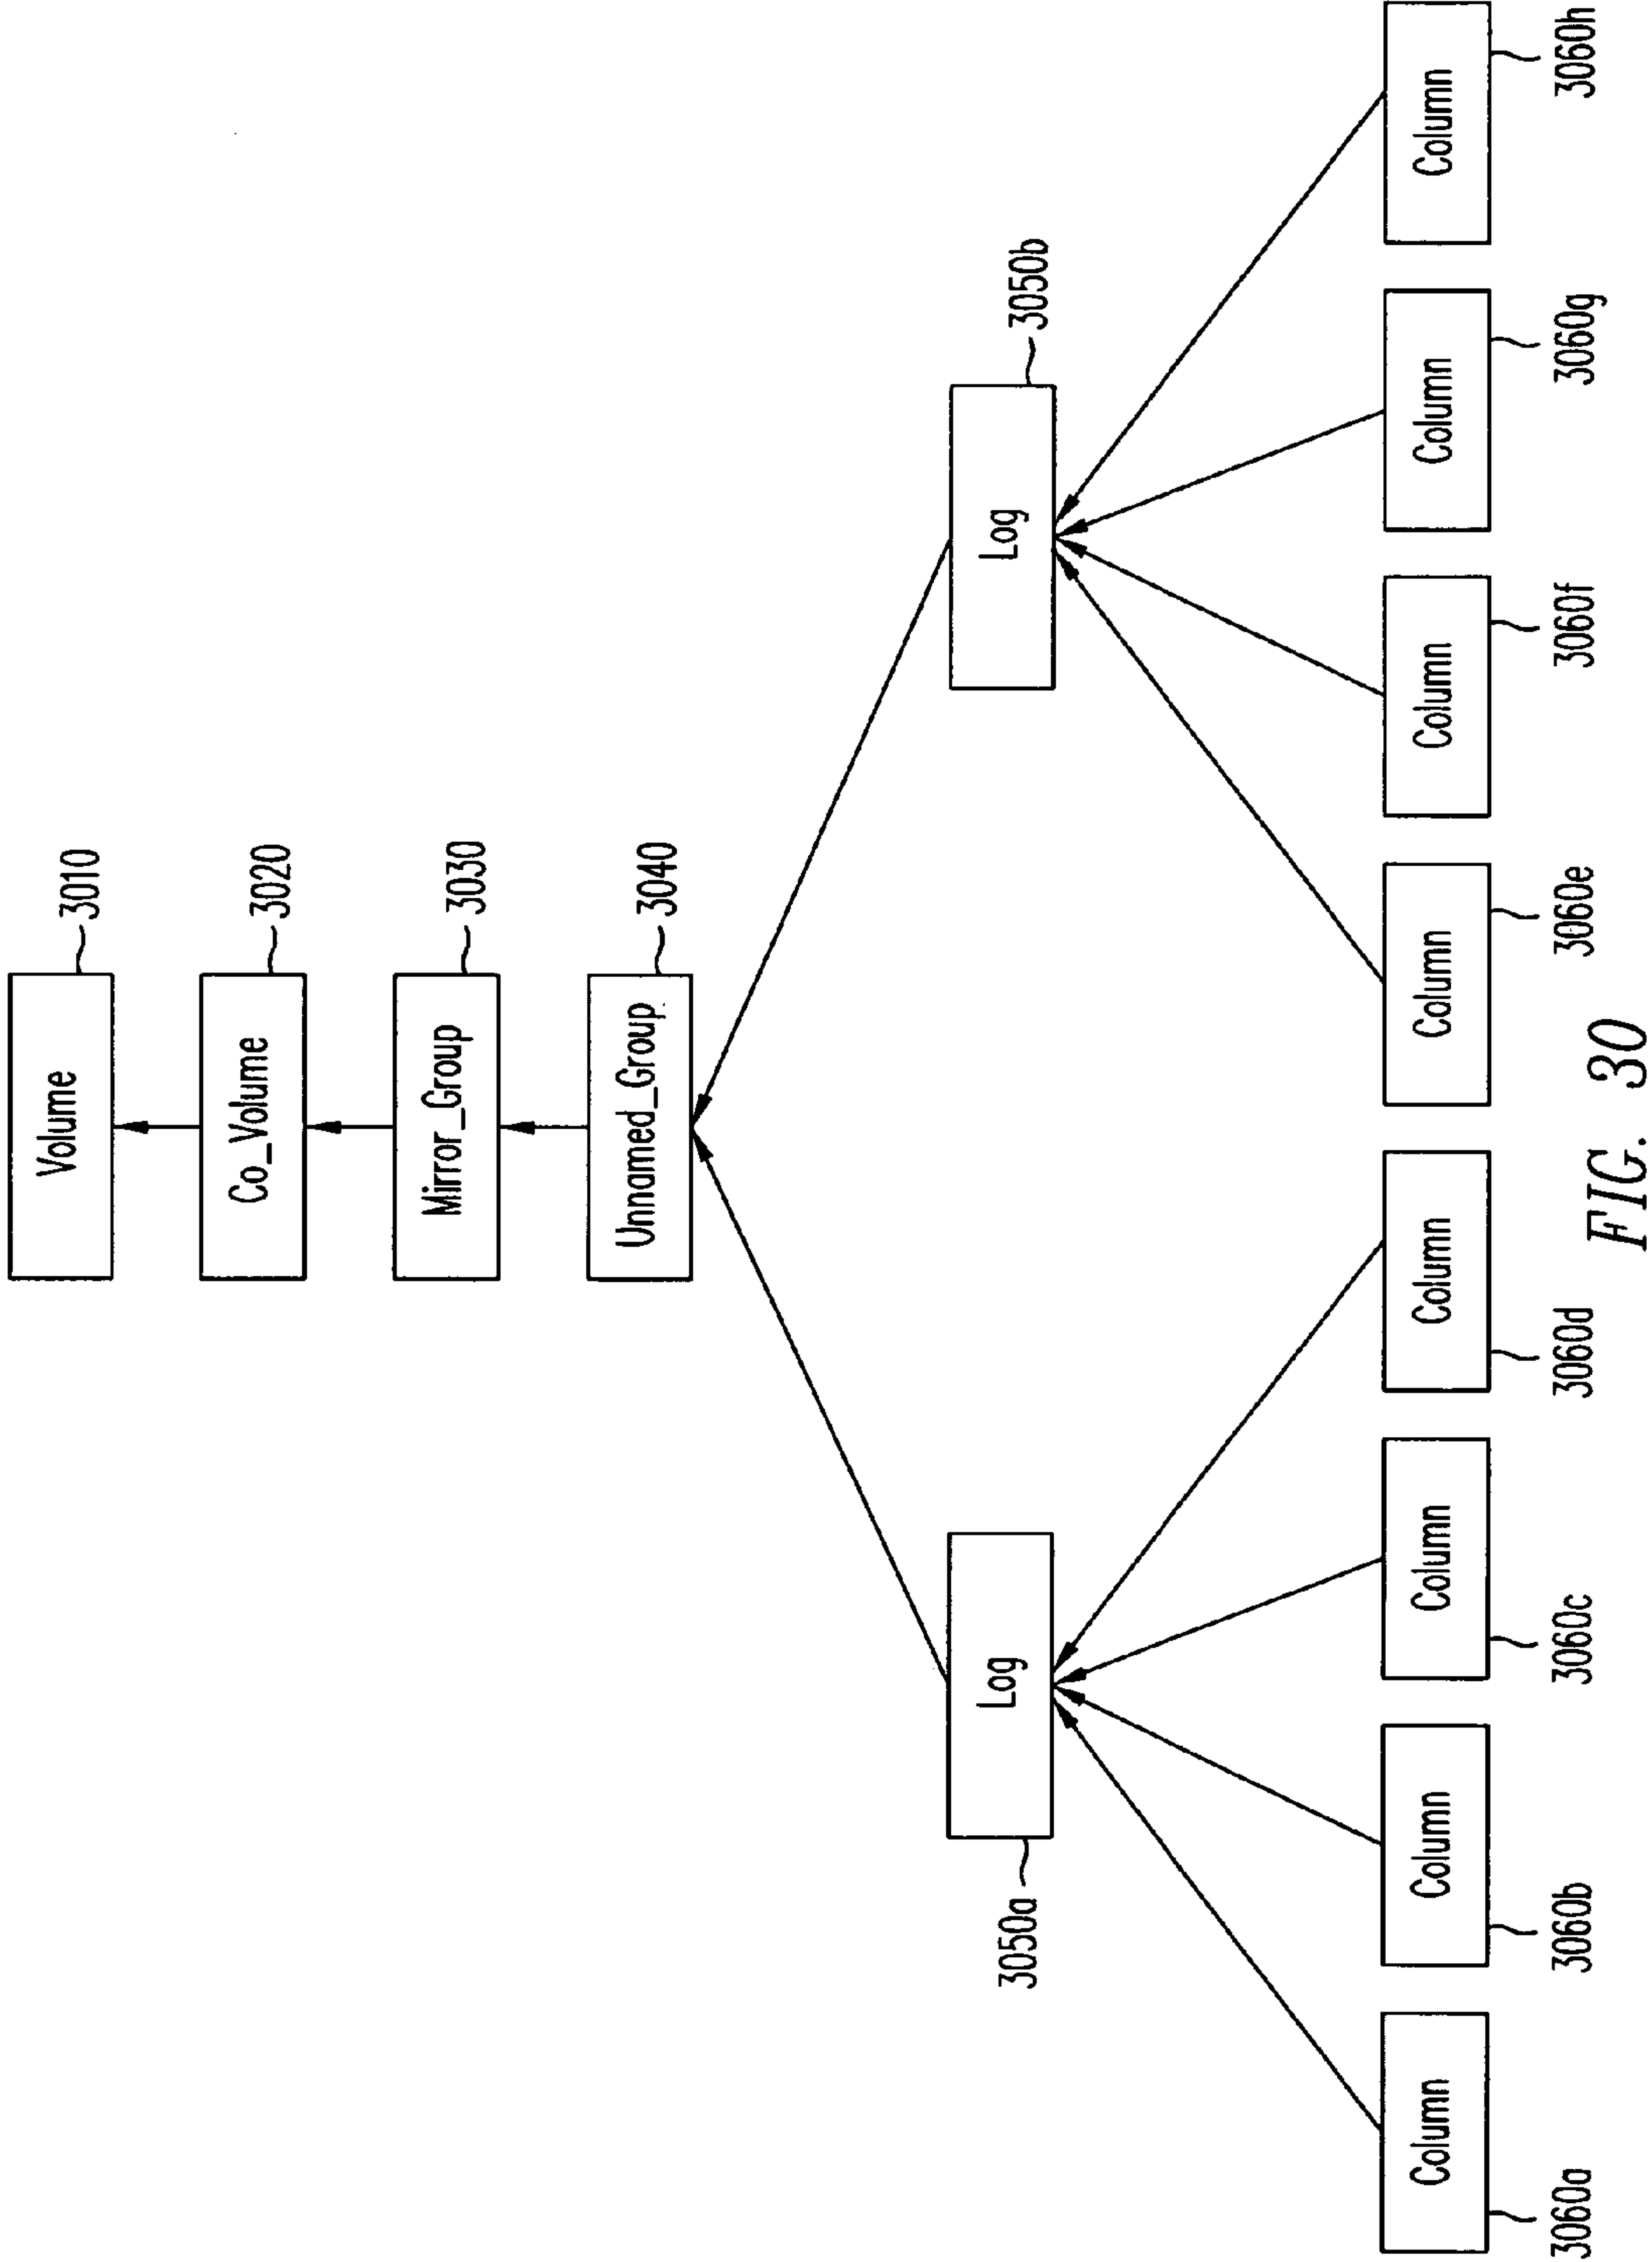 Volume
3010
Co_Volume
3020
Mirror_Group
3030
Unnamed_Group
3040
3050a
Log
Log
3050b
Column
Column
Column
Column
Column
Column
Column
Column
3060a
3060b
3060c
3060d
3060e
3060f
3060g
3060h
FIG. 30